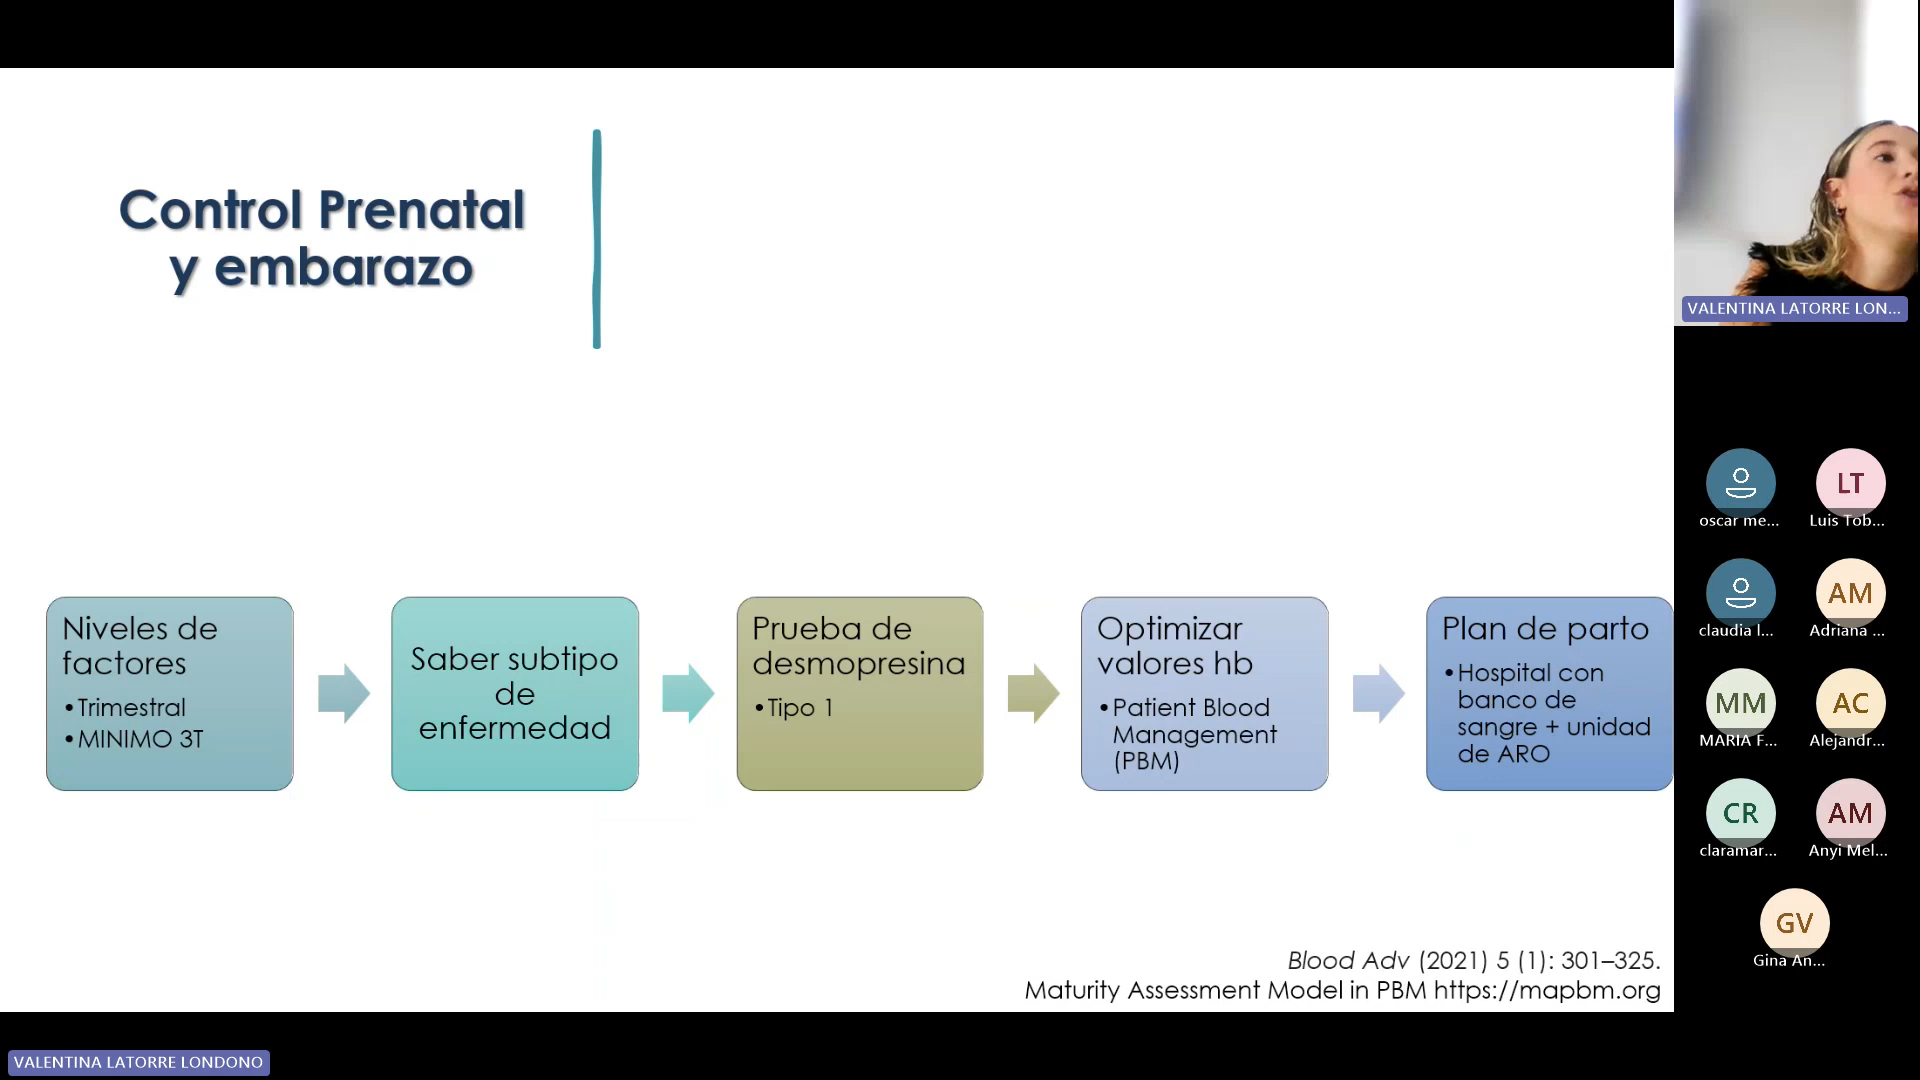 Control Prenatal
y embarazo
Niveles de
factores
•Trimestral
•MINIMO 3T
Saber subtipo
de
enfermedad
Prueba de
desmopresina
•Tipo 1
Optimizar
valores hb
•Patient Blood
Management
(PBM)
Plan de parto
•Hospital con
banco de
sangre + unidad
de ARO
Blood Adv (2021) 5 (1): 301–325.
Maturity Assessment Model in PBM https://mapbm.org
VALENTINA LATORRE LON...
oscar me...
LT
Luis Tob...
claudia l...
AM
Adriana ...
MM
MARIA F...
AC
Alejandr...
CR
claramar...
AM
Anyi Mel...
GV
Gina An...
VALENTINA LATORRE LONDONO